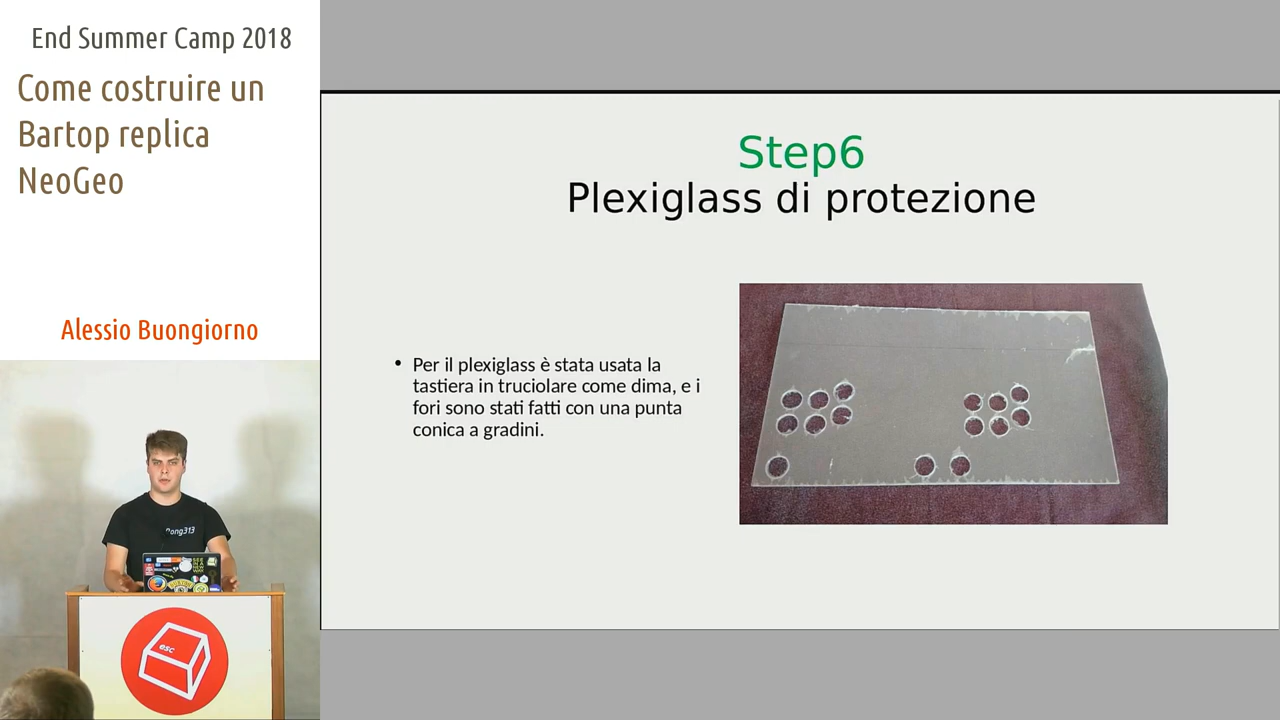 End Summer Camp 2018
Come costruire un
Bartop replica
NeoGeo
Alessio Buongiorno
Step6
Plexiglass di protezione
• Per il plexiglass è stata usata la
tastiera in truciolare come dima, e i
fori sono stati fatti con una punta
conica a gradini.
esc